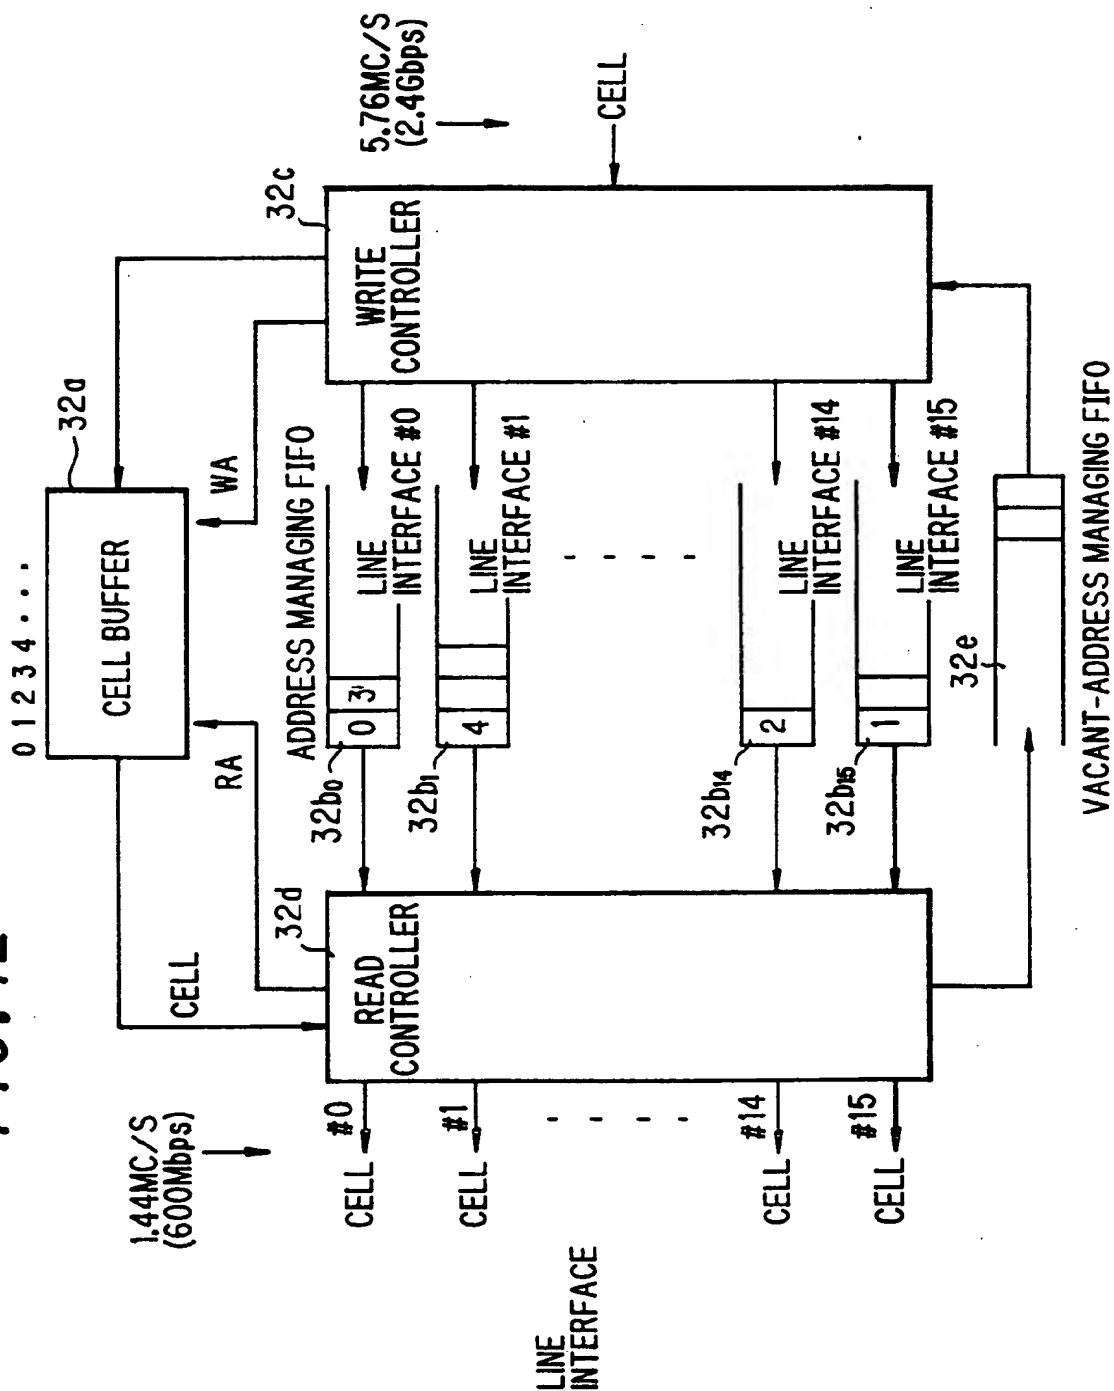 5.76MC/S
(2.4Gbps)
CELL
32c
WRITE
CONTROLLER
0 1 2 3 4 • • •
CELL BUFFER
32a
WA
RA
ADDRESS MANAGING FIFO
LINE
INTERFACE #0
0
3
32b0
LINE
INTERFACE #1
4
32b1
LINE
INTERFACE #14
2
32b14
LINE
INTERFACE #15
1
32b15
32e
VACANT-ADDRESS MANAGING FIFO
CELL
32d
READ
CONTROLLER
1.44MC/S
(600Mbps)
#0
CELL
#1
CELL
#14
CELL
#15
CELL
LINE
INTERFACE